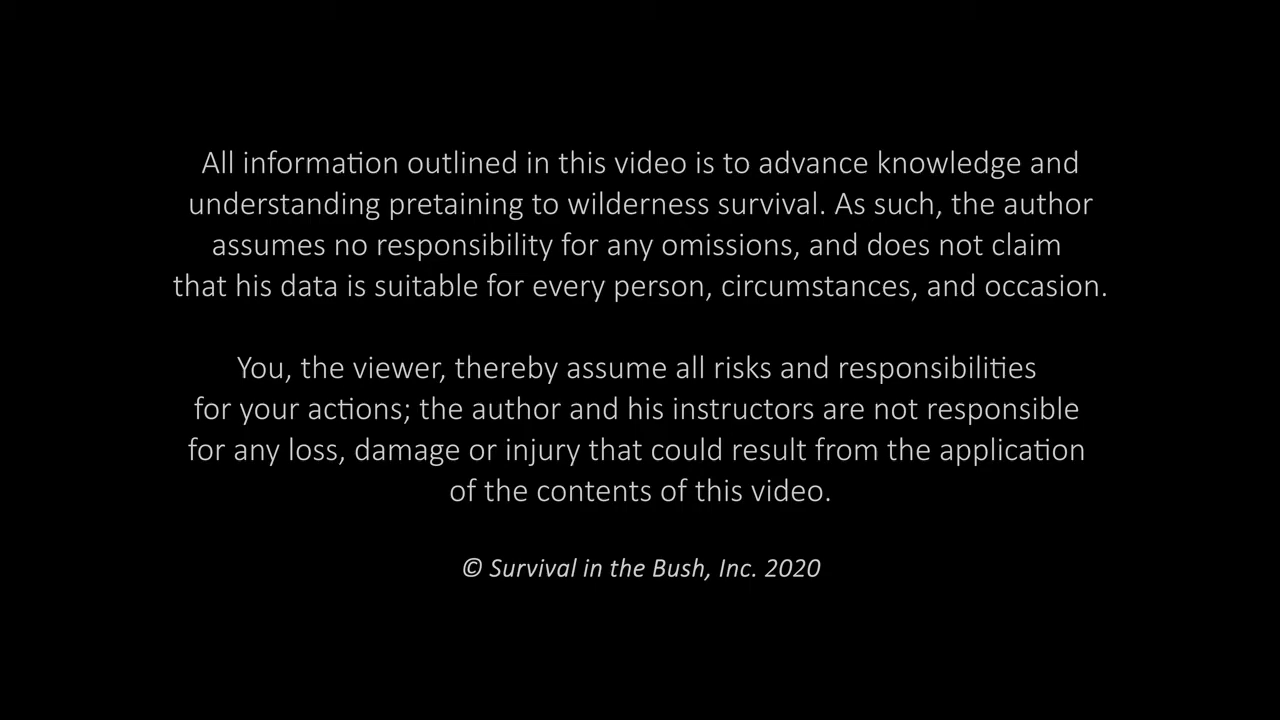 All information outlined in this video is to advance knowledge and
understanding pretaining to wilderness survival. As such, the author
assumes no responsibility for any omissions, and does not claim
that his data is suitable for every person, circumstances, and occasion.
You, the viewer, thereby assume all risks and responsibilities
for your actions; the author and his instructors are not responsible
for any loss, damage or injury that could result from the application
of the contents of this video.
© Survival in the Bush, Inc. 2020